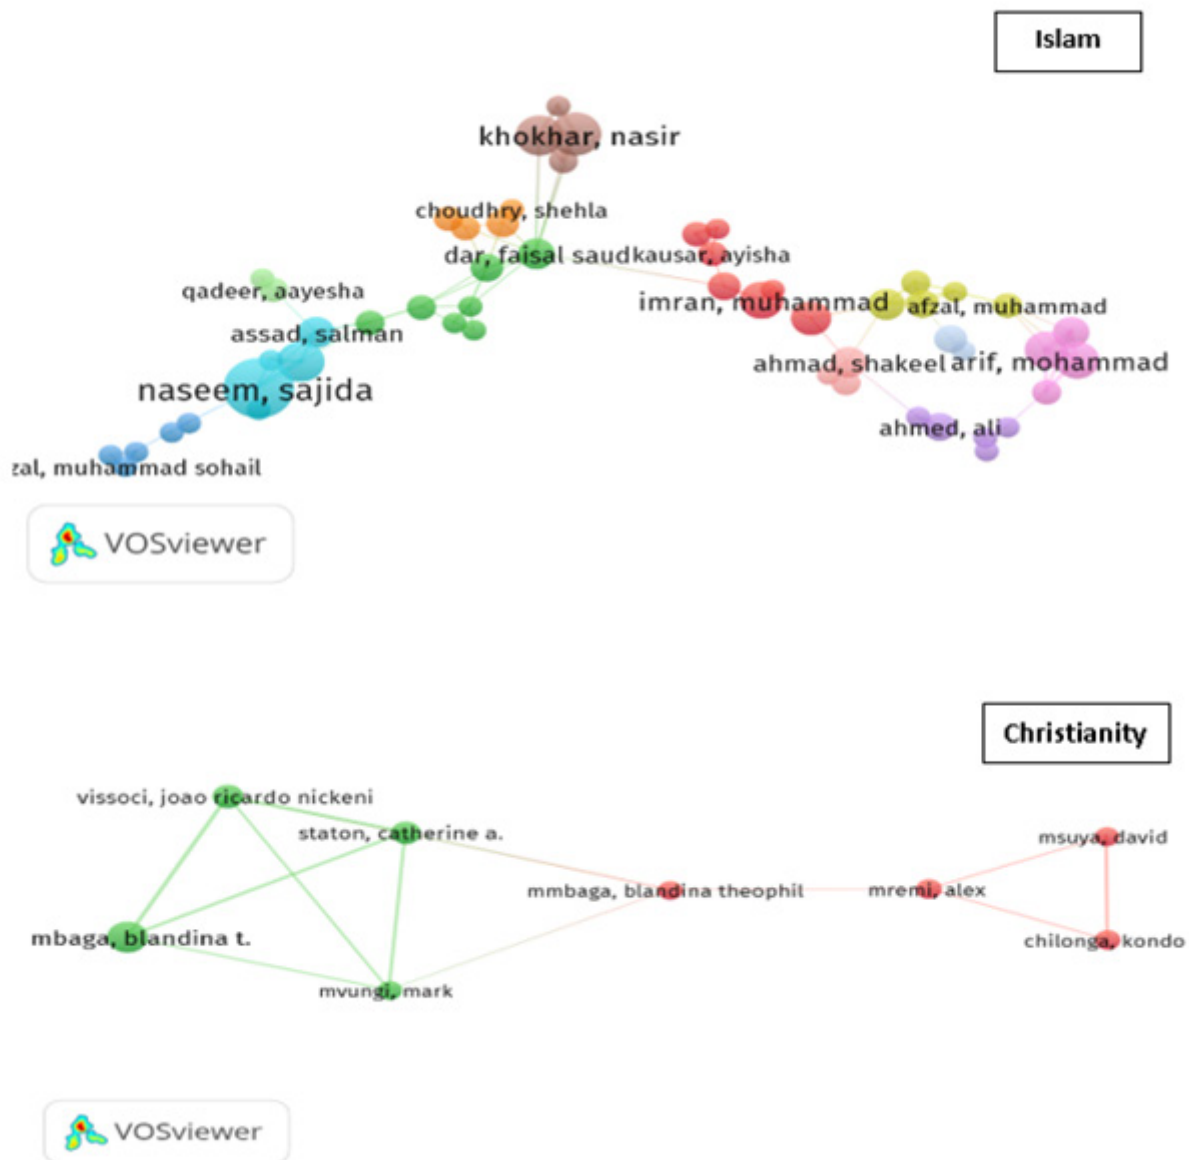 Islam
khokhar, nasir
choudhry, shehla
dar, faisal saud
kausar, ayisha
qadeer, aayesha
imran, muhammad
afzal, muhammad
assad, salman
ahmad, shakeel
arif, mohammad
naseem, sajida
ahmed, ali
zal, muhammad sohail
VOSviewer
Christianity
vissoci, joao ricardo nickeni
staton, catherine a.
msuya, david
mmbaga, blandina theophil
mremi, alex
mbaga, blandina t.
chilonga, kondo
mvungi, mark
VOSviewer